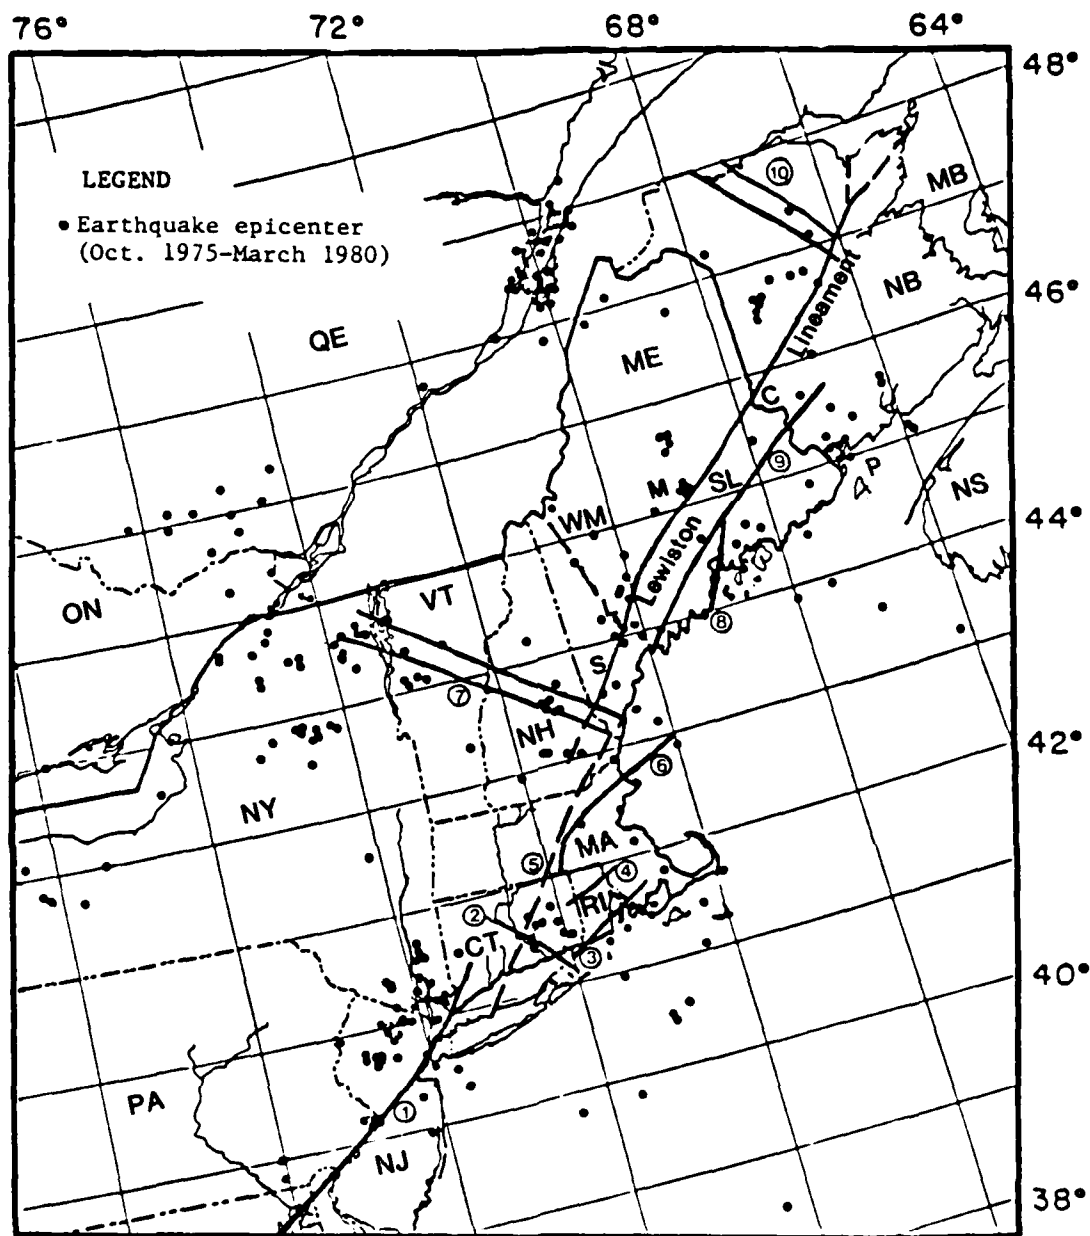 76° 72° 68° 64°
48°
LEGEND
Earthquake epicenter
(Oct. 1975-March 1980)
⑩
MB
NB
46°
QE
Lineament
ME
C
⑨
P
M
SL
NS
44°
WM
Lewiston
ON
VT
⑧
S
⑦
NH
42°
⑥
NY
MA
⑤
④
②
RI
CT
③
40°
PA
①
NJ
38°